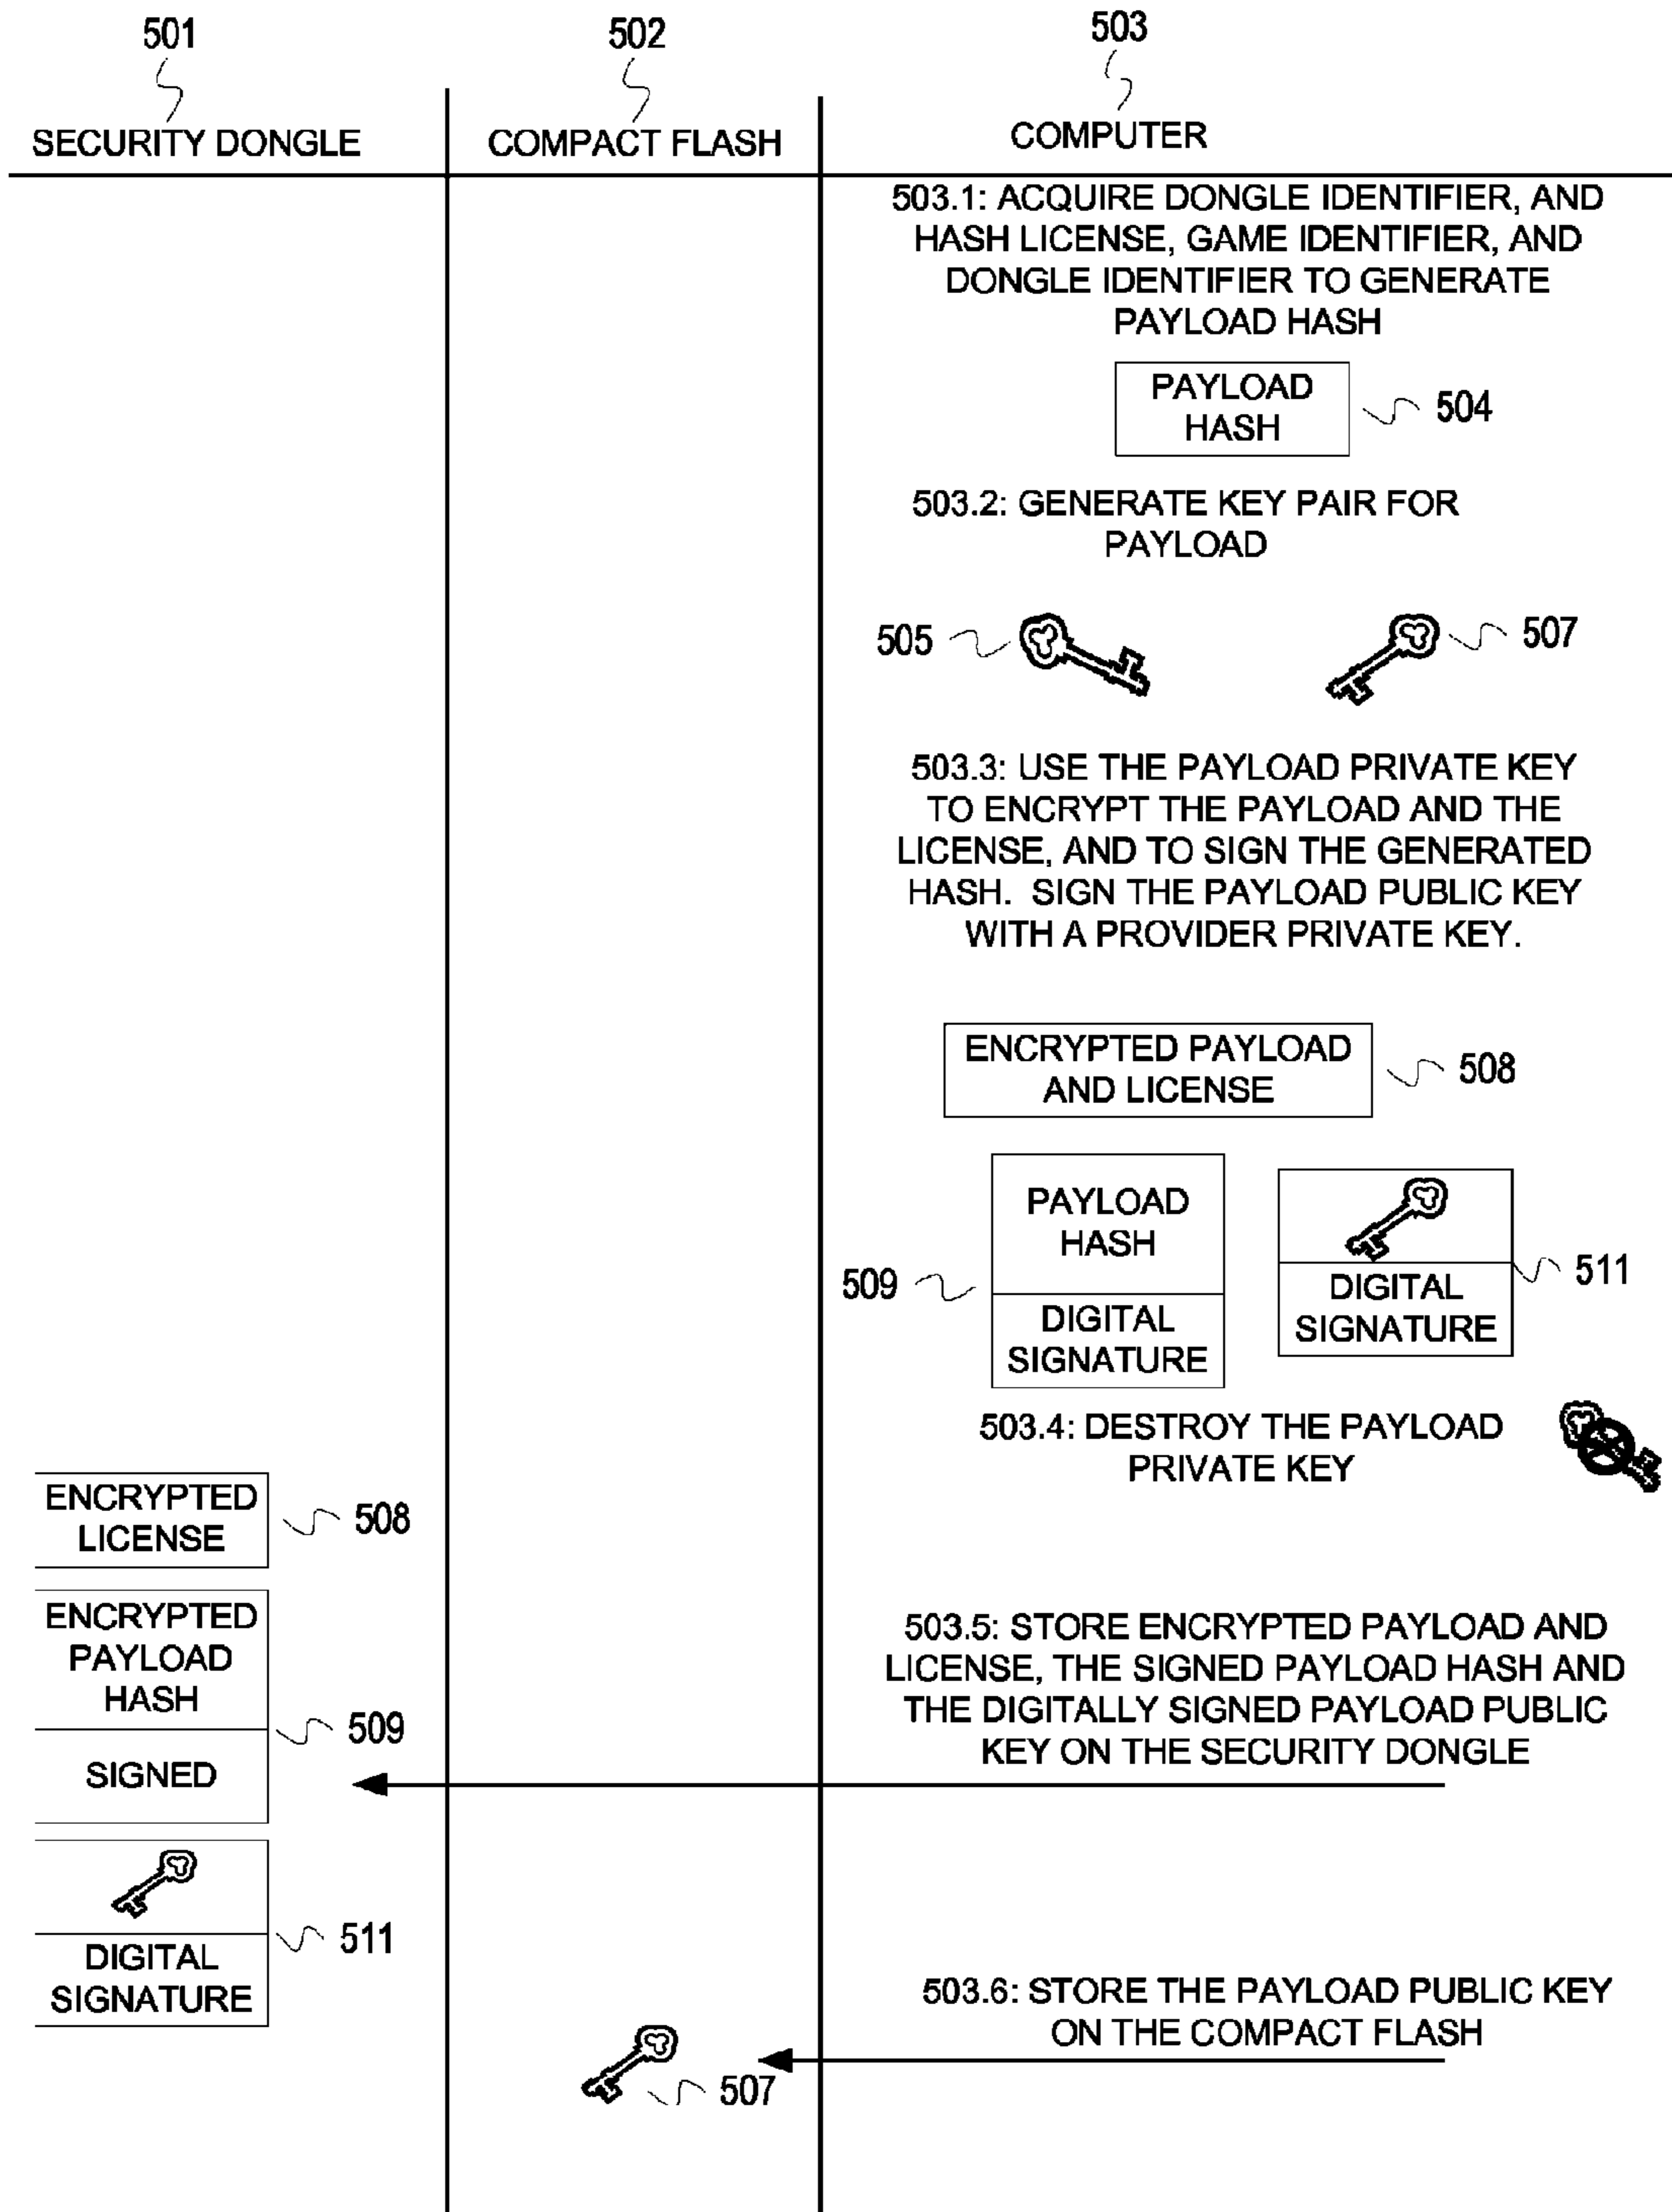 501
502
503
SECURITY DONGLE
COMPACT FLASH
COMPUTER
503.1: ACQUIRE DONGLE IDENTIFIER, AND
HASH LICENSE, GAME IDENTIFIER, AND
DONGLE IDENTIFIER TO GENERATE
PAYLOAD HASH
PAYLOAD
HASH
504
503.2: GENERATE KEY PAIR FOR
PAYLOAD
505
507
503.3: USE THE PAYLOAD PRIVATE KEY
TO ENCRYPT THE PAYLOAD AND THE
LICENSE, AND TO SIGN THE GENERATED
HASH. SIGN THE PAYLOAD PUBLIC KEY
WITH A PROVIDER PRIVATE KEY.
ENCRYPTED PAYLOAD
AND LICENSE
508
PAYLOAD
HASH
DIGITAL
SIGNATURE
509
DIGITAL
SIGNATURE
511
503.4: DESTROY THE PAYLOAD
PRIVATE KEY
ENCRYPTED
LICENSE
508
ENCRYPTED
PAYLOAD
HASH
SIGNED
509
503.5: STORE ENCRYPTED PAYLOAD AND
LICENSE, THE SIGNED PAYLOAD HASH AND
THE DIGITALLY SIGNED PAYLOAD PUBLIC
KEY ON THE SECURITY DONGLE
DIGITAL
SIGNATURE
511
503.6: STORE THE PAYLOAD PUBLIC KEY
ON THE COMPACT FLASH
507